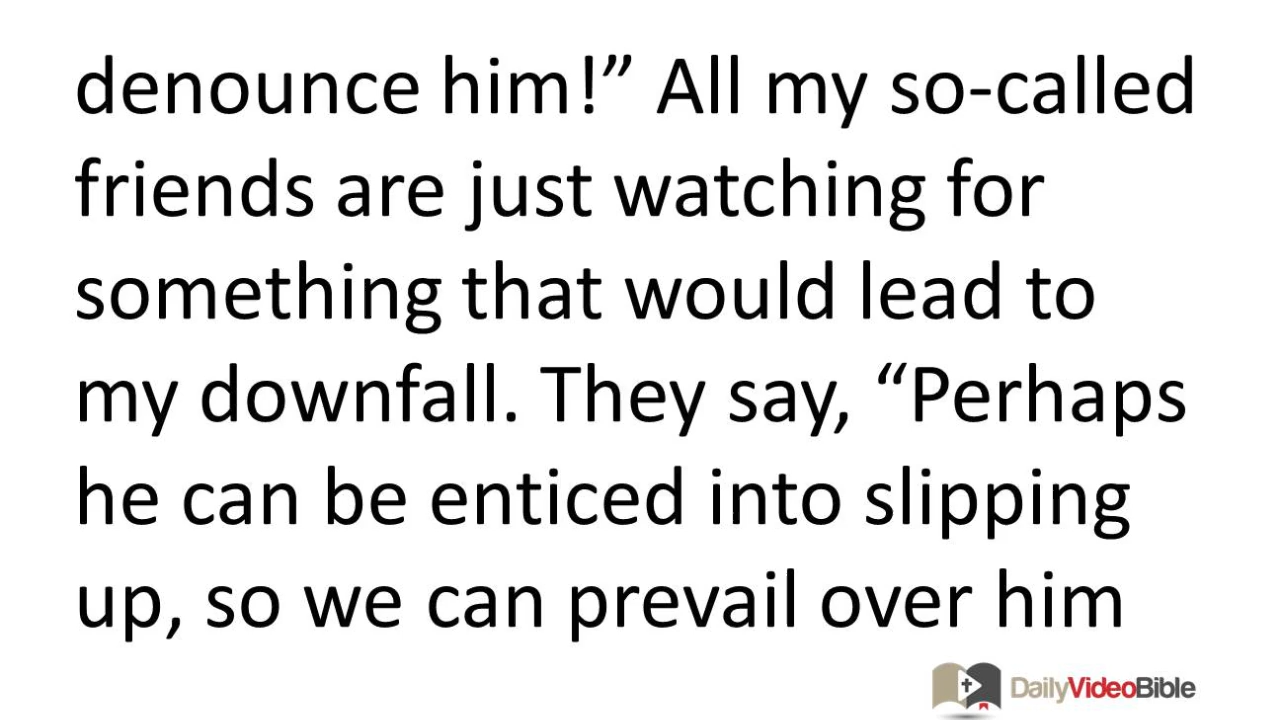 denounce him!” All my so-called
friends are just watching for
something that would lead to
my downfall. They say, “Perhaps
he can be enticed into slipping
up, so we can prevail over him
DailyVideoBible